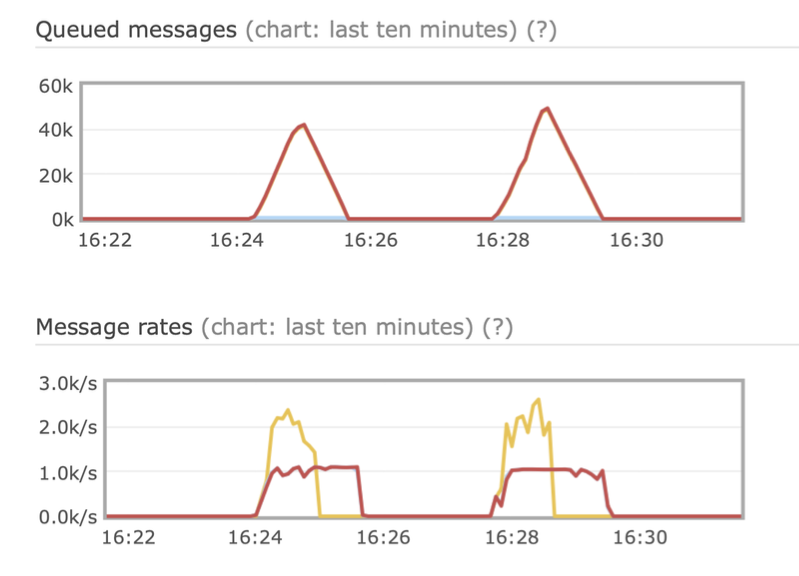 Queued messages (chart: last ten minutes) (?)
60k
40k
20k
0k
16:22 16:24 16:26 16:28 16:30
Message rates (chart: last ten minutes) (?)
3.0k/s
2.0k/s
1.0k/s
0.0k/s
16:22 16:24 16:26 16:28 16:30